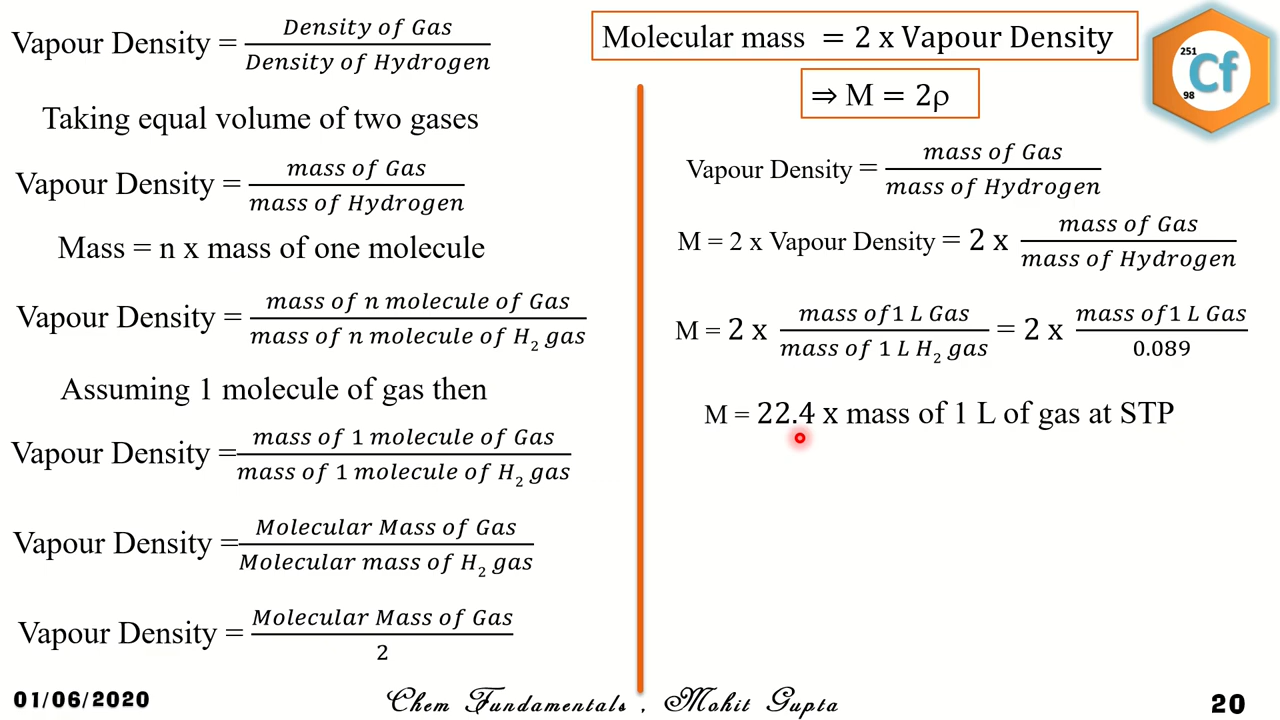 Vapour Density = Density of Gas / Density of Hydrogen
Taking equal volume of two gases
Vapour Density = mass of Gas / mass of Hydrogen
Mass = n x mass of one molecule
Vapour Density = mass of n molecule of Gas / mass of n molecule of H₂ gas
Assuming 1 molecule of gas then
Vapour Density = mass of 1 molecule of Gas / mass of 1 molecule of H₂ gas
Vapour Density = Molecular Mass of Gas / Molecular mass of H₂ gas
Vapour Density = Molecular Mass of Gas / 2
Molecular mass = 2 x Vapour Density
⇒ M = 2ρ
Vapour Density = mass of Gas / mass of Hydrogen
M = 2 x Vapour Density = 2 x mass of Gas / mass of Hydrogen
M = 2 x mass of1 L Gas / mass of 1 L H₂ gas = 2 x mass of1 L Gas / 0.089
M = 22.4 x mass of 1 L of gas at STP
251
Cf
98
01/06/2020
Chem Fundamentals , Mohit Gupta
20